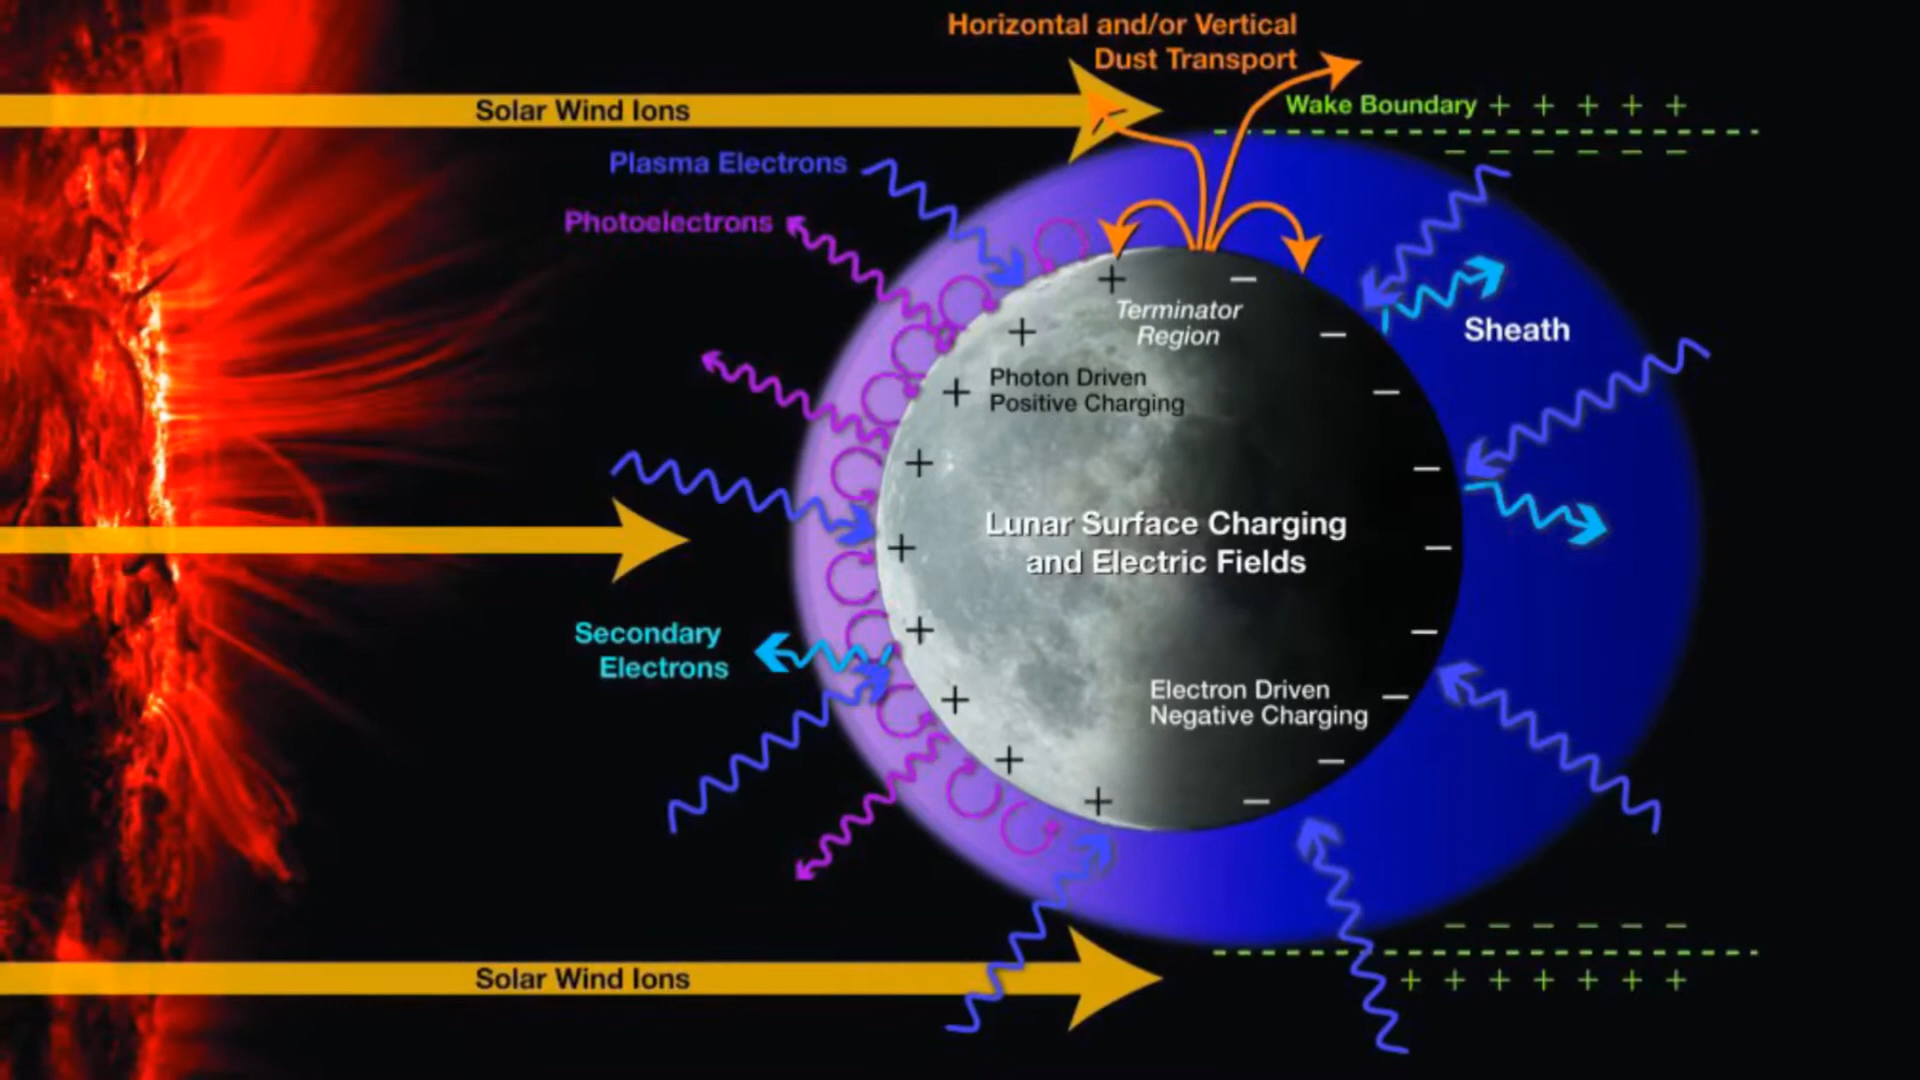 Horizontal and/or Vertical
Dust Transport
Solar Wind Ions
Wake Boundary + + + + +
− − − − − −
Plasma Electrons
Photoelectrons
+ −
Terminator
Region
+ −
Sheath
Photon Driven
Positive Charging
+ −
+ −
Lunar Surface Charging
and Electric Fields
+ −
Secondary
Electrons
+ −
Electron Driven
Negative Charging
+ −
+ −
+ −
− − − − − −
Solar Wind Ions
+ + + + + + +